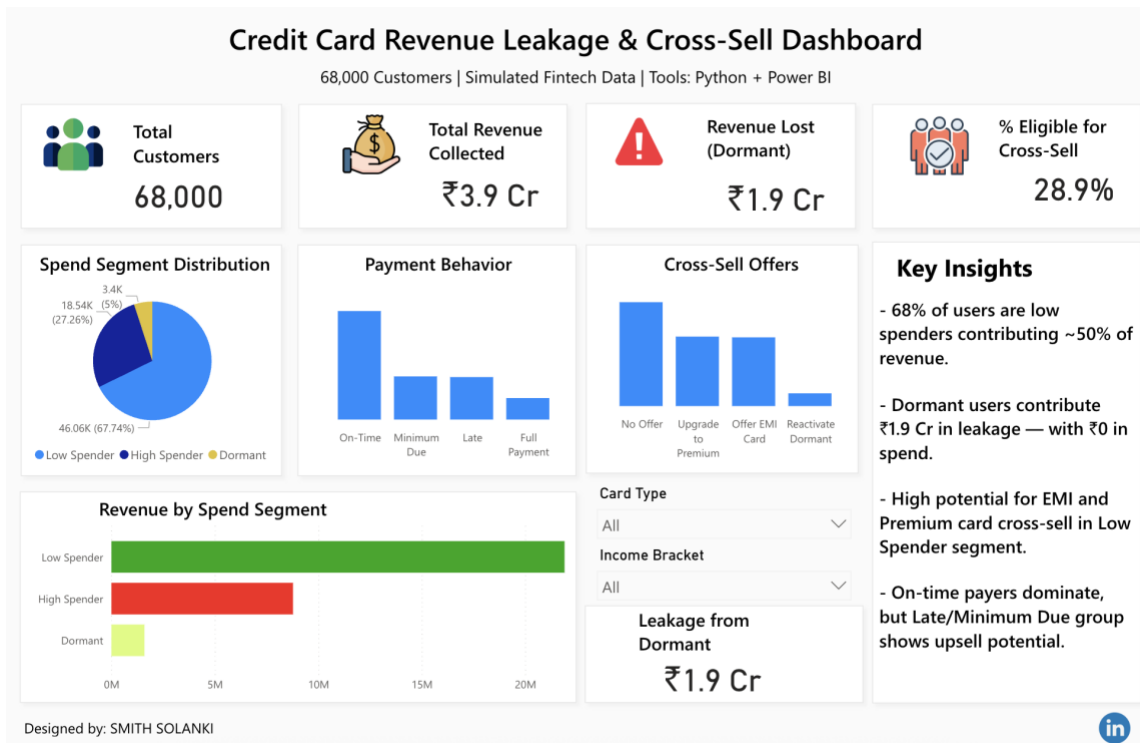 Credit Card Revenue Leakage & Cross-Sell Dashboard
68,000 Customers | Simulated Fintech Data | Tools: Python + Power BI
Total
Customers
68,000
Total Revenue
Collected
₹3.9 Cr
Revenue Lost
(Dormant)
₹1.9 Cr
% Eligible for
Cross-Sell
28.9%
Spend Segment Distribution
3.4K
(5%)
18.54K
(27.26%)
46.06K (67.74%)
Low Spender High Spender Dormant
Payment Behavior
On-Time
Minimum
Due
Late
Full
Payment
Cross-Sell Offers
No Offer
Upgrade
to
Premium
Offer EMI
Card
Reactivate
Dormant
Key Insights
- 68% of users are low
spenders contributing ~50% of
revenue.
- Dormant users contribute
₹1.9 Cr in leakage — with ₹0 in
spend.
- High potential for EMI and
Premium card cross-sell in Low
Spender segment.
- On-time payers dominate,
but Late/Minimum Due group
shows upsell potential.
Revenue by Spend Segment
Low Spender
High Spender
Dormant
0M 5M 10M 15M 20M
Card Type
All
Income Bracket
All
Leakage from
Dormant
₹1.9 Cr
Designed by: SMITH SOLANKI
in